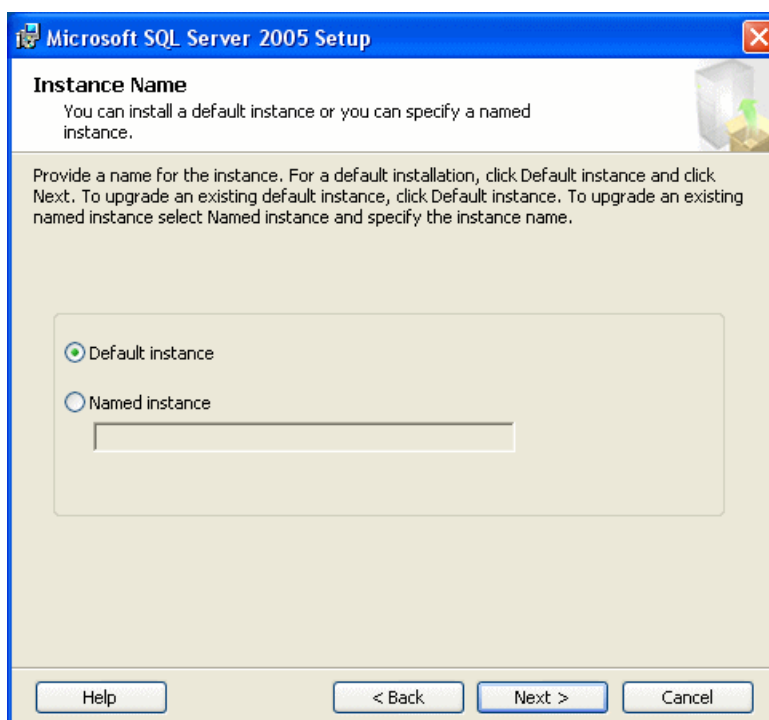 Microsoft SQL Server 2005 Setup
Instance Name
You can install a default instance or you can specify a named
instance.
Provide a name for the instance. For a default installation, click Default instance and click
Next. To upgrade an existing default instance, click Default instance. To upgrade an existing
named instance select Named instance and specify the instance name.
Default instance
Named instance
Help
< Back
Next >
Cancel